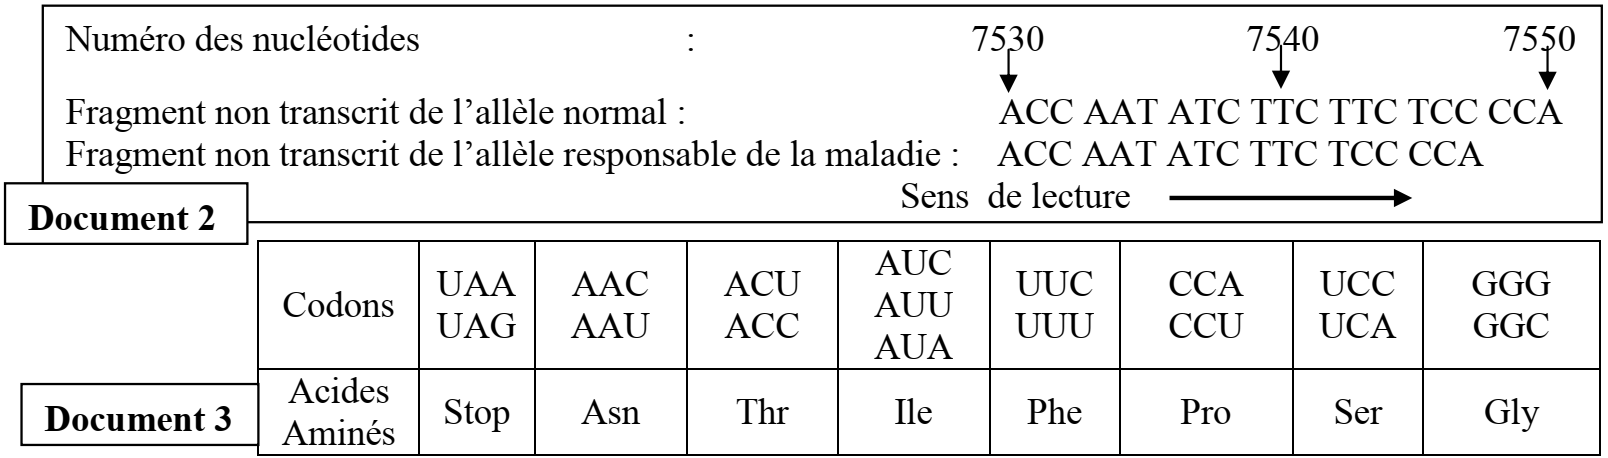 Numéro des nucléotides : 7530 7540 7550
Fragment non transcrit de l’allèle normal : ACC AAT ATC TTC TTC TCC CCA
Fragment non transcrit de l’allèle responsable de la maladie : ACC AAT ATC TTC TCC CCA
Sens de lecture
Document 2
Codons UAA UAG AAC AAU ACU ACC AUC AUU AUA UUC UUU CCA CCU UCC UCA GGG GGC
Acides Aminés Stop Asn Thr Ile Phe Pro Ser Gly
Document 3